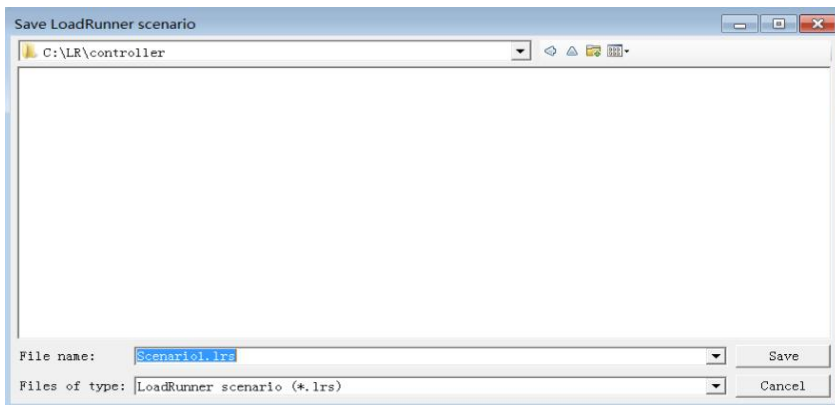 Save LoadRunner scenario
C:\LR\controller
File name: Scenario1.lrs Save
Files of type: LoadRunner scenario (*.lrs) Cancel